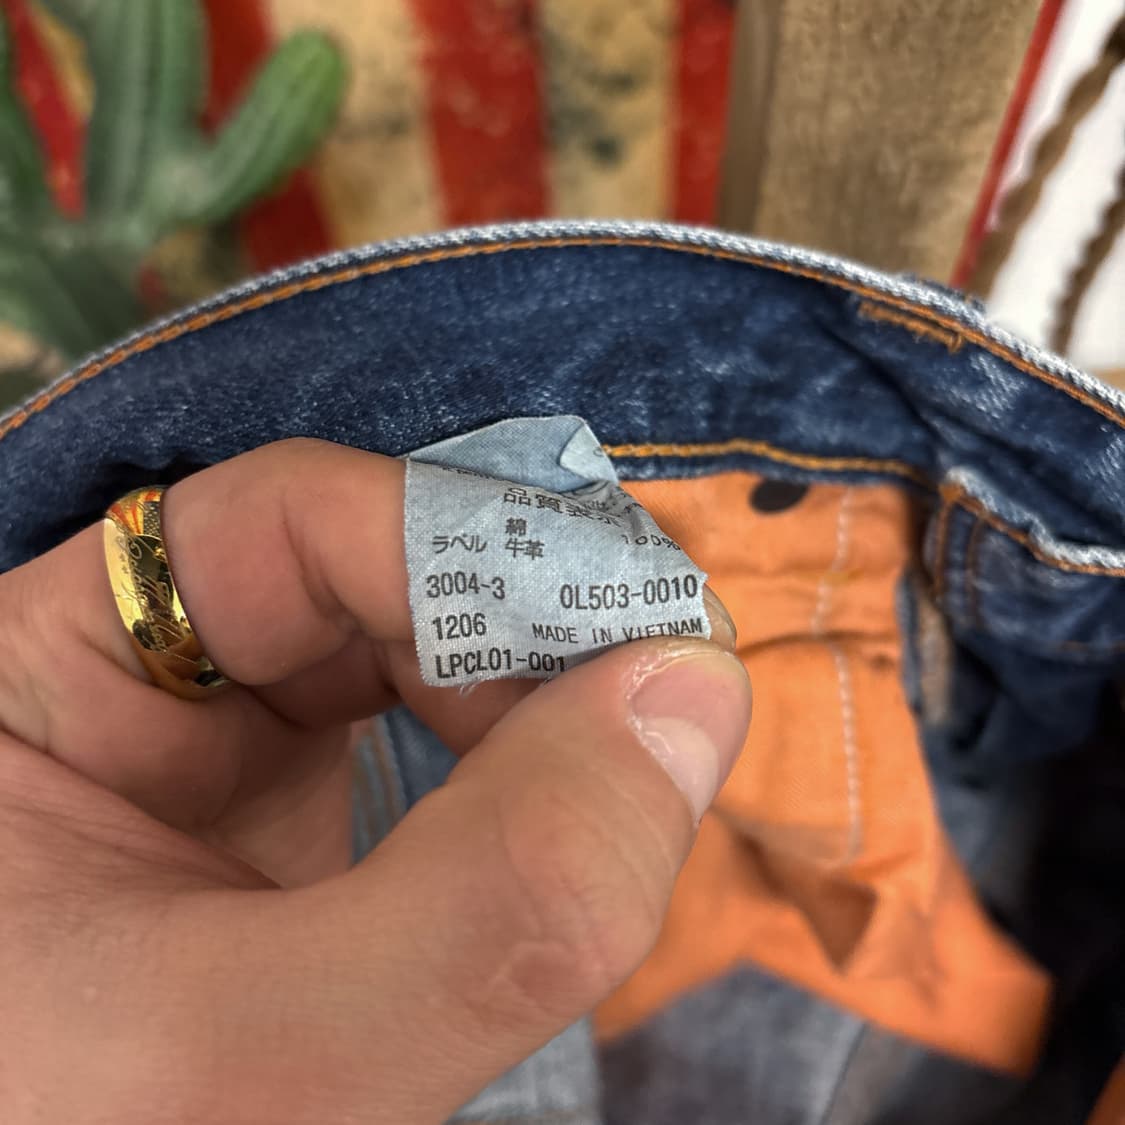 品質表示
綿 100%
ラベル 牛革
3004-3 0L503-0010
1206 MADE IN VIETNAM
LPCL01-001